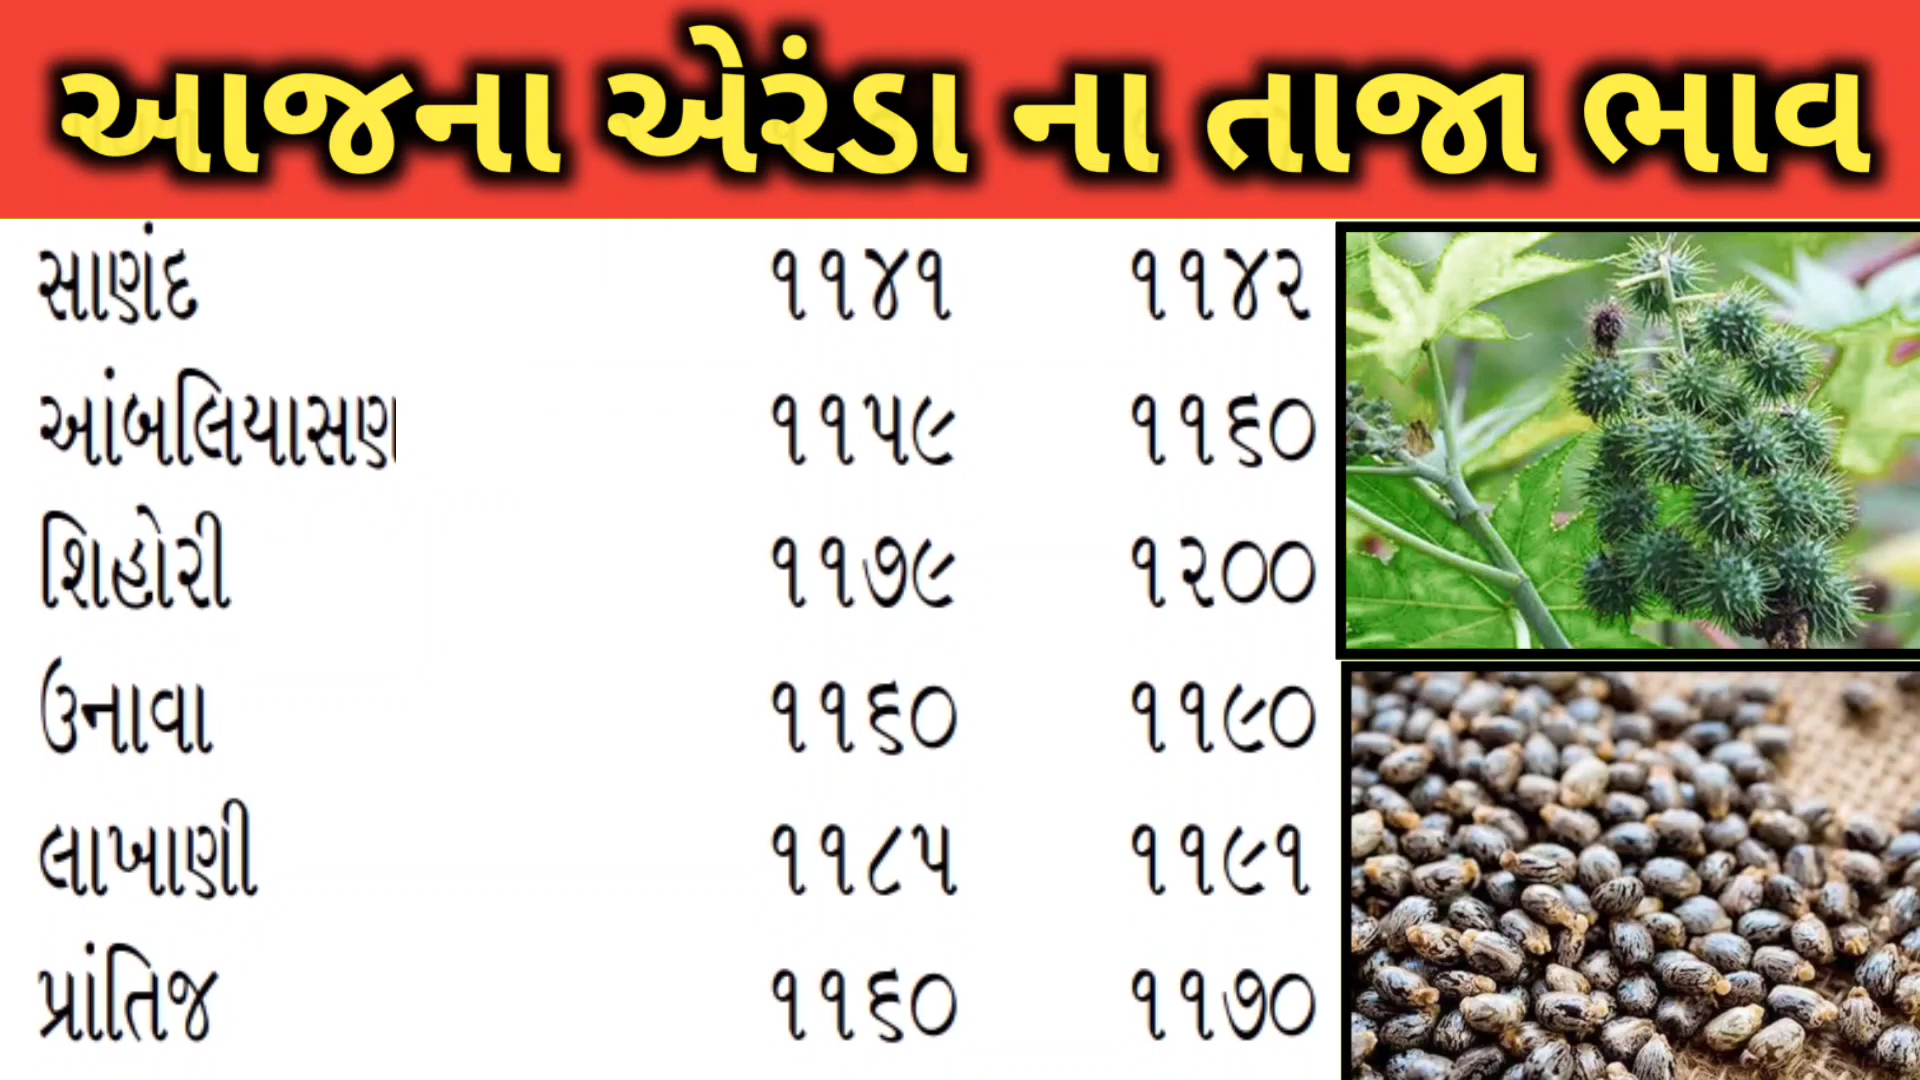 આજના એરંડા ના તાજા ભાવ
સાણંદ ૧૧૪૧ ૧૧૪૨
આંબલિયાસણ ૧૧૫૯ ૧૧૬૦
શિહોરી ૧૧૭૯ ૧૨૦૦
ઉનાવા ૧૧૬૦ ૧૧૯૦
લાખાણી ૧૧૮૫ ૧૧૯૧
પ્રાંતિજ ૧૧૬૦ ૧૧૭૦